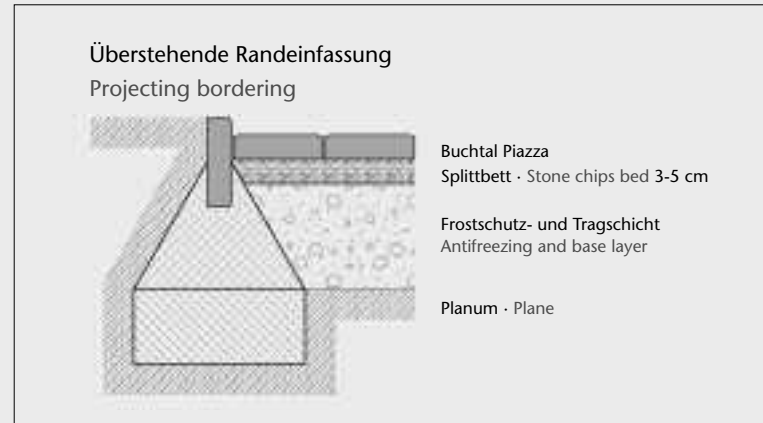 Überstehende Randeinfassung
Projecting bordering
Buchtal Piazza
Splittbett · Stone chips bed 3-5 cm
Frostschutz- und Tragschicht
Antifreezing and base layer
Planum · Plane